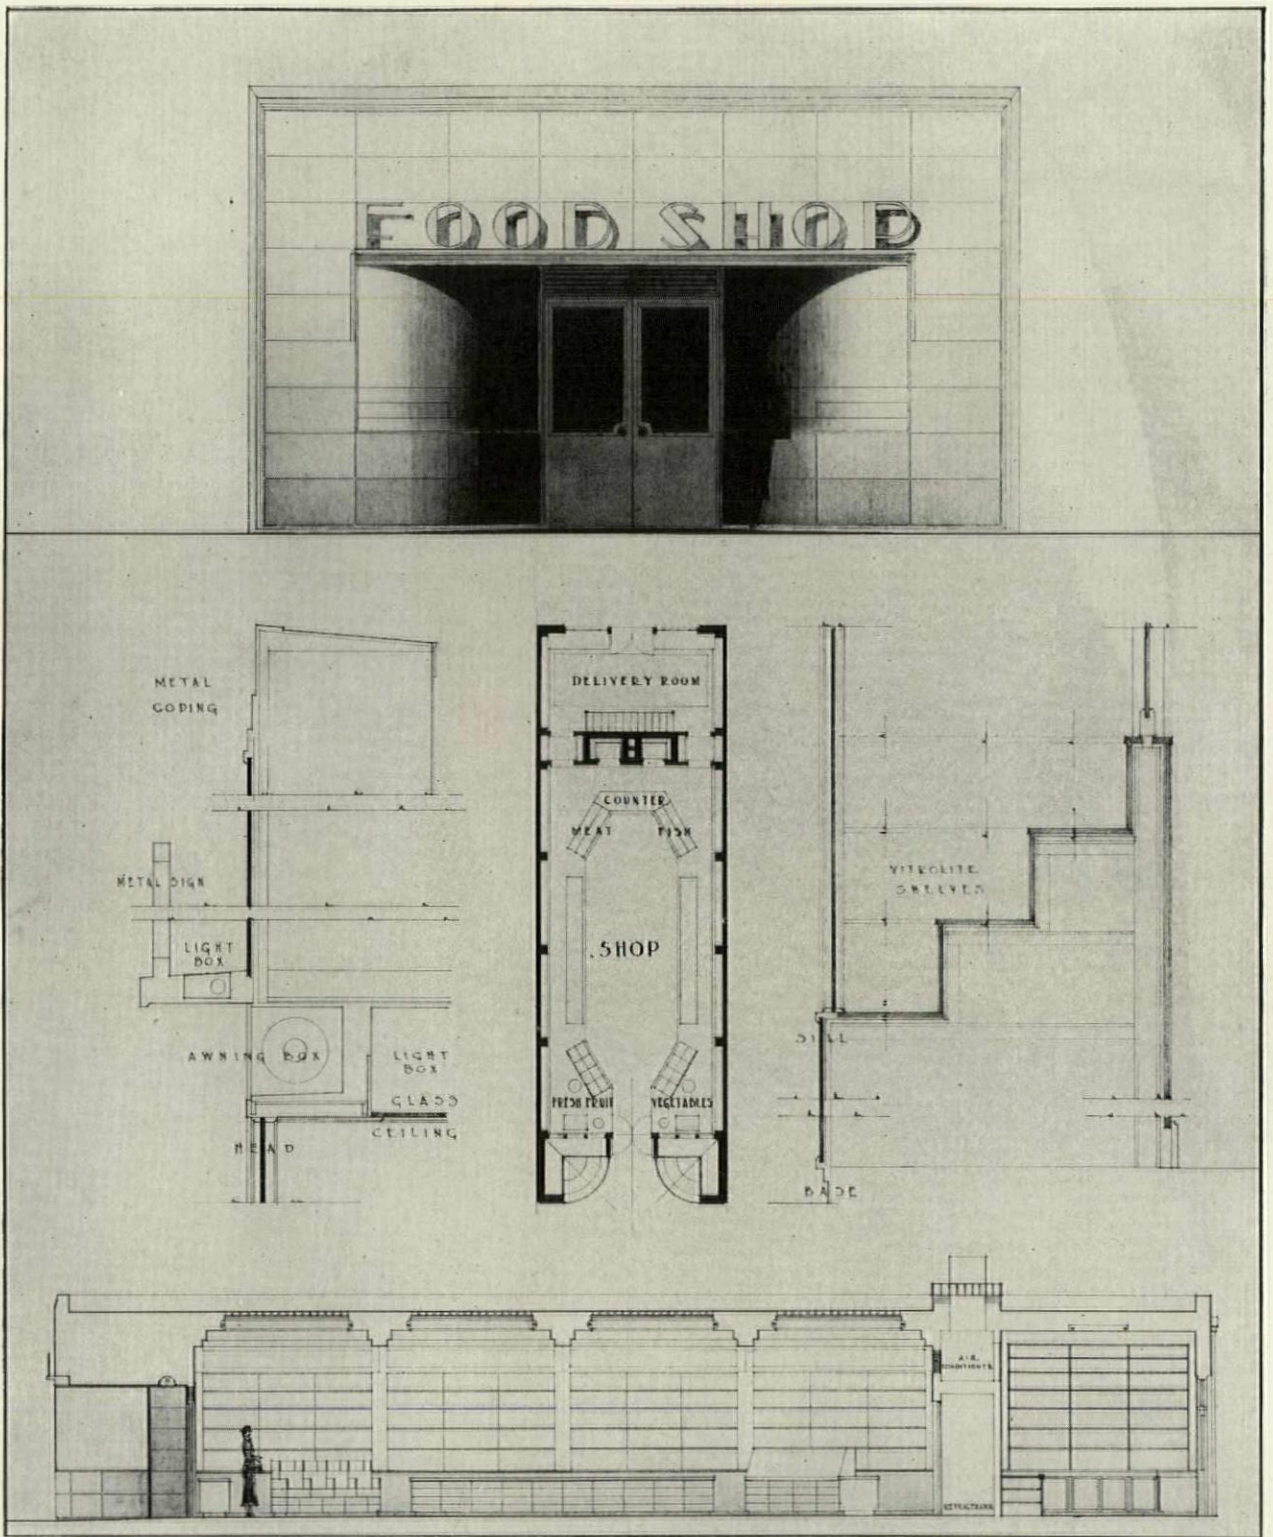 FOOD SHOP
METAL
COPING
METAL SIGN
LIGHT
BOX
AWNING BOX
LIGHT
BOX
GLASS
CEILING
HEAD
DELIVERY ROOM
COUNTER
MEAT FISH
SHOP
FRESH FRUIT VEGETABLES
VITROLITE
SHELVES
SILL
BASE
AIR